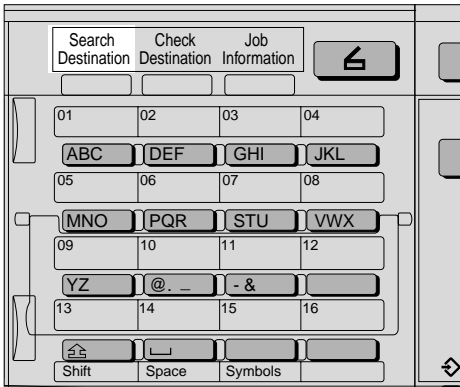 Search Check Job
Destination Destination Information
01 02 03 04
ABC DEF GHI JKL
05 06 07 08
MNO PQR STU VWX
09 10 11 12
YZ @. _ - &
13 14 15 16
Shift Space Symbols